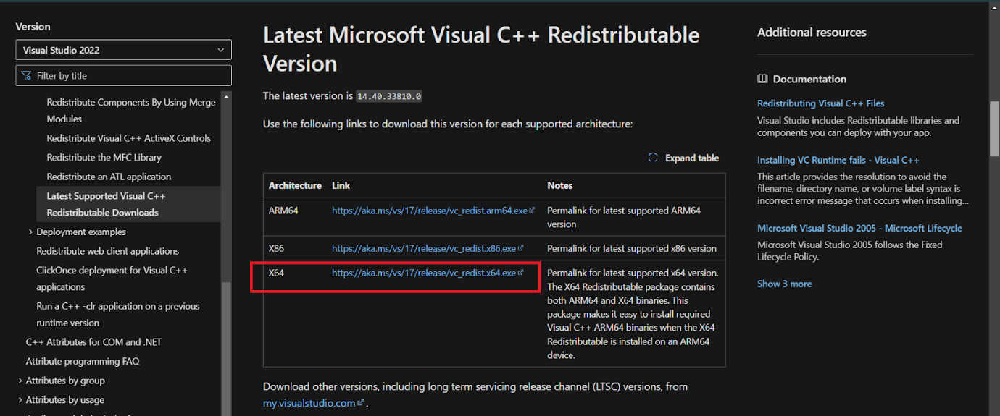 Version
Visual Studio 2022
Filter by title
Redistribute Components By Using Merge
Modules
Redistribute Visual C++ ActiveX Controls
Redistribute the MFC Library
Redistribute an ATL application
Latest Supported Visual C++
Redistributable Downloads
Deployment examples
Redistribute web client applications
ClickOnce deployment for Visual C++
applications
Run a C++ -clr application on a previous
runtime version
C++ Attributes for COM and .NET
Attribute programming FAQ
Attributes by group
Attributes by usage
Latest Microsoft Visual C++ Redistributable
Version
The latest version is 14.40.33810.0
Use the following links to download this version for each supported architecture:
Expand table
Architecture Link Notes
ARM64 https://aka.ms/vs/17/release/vc_redist.arm64.exe Permalink for latest supported ARM64
version
X86 https://aka.ms/vs/17/release/vc_redist.x86.exe Permalink for latest supported x86 version
X64 https://aka.ms/vs/17/release/vc_redist.x64.exe Permalink for latest supported x64 version.
The X64 Redistributable package contains
both ARM64 and X64 binaries. This
package makes it easy to install required
Visual C++ ARM64 binaries when the X64
Redistributable is installed on an ARM64
device.
Download other versions, including long term servicing release channel (LTSC) versions, from
my.visualstudio.com .
Additional resources
Documentation
Redistributing Visual C++ Files
Visual Studio includes Redistributable libraries and
components you can deploy with your app.
Installing VC Runtime fails - Visual C++
This article provides the resolution to avoid the
filename, directory name, or volume label syntax is
incorrect error message that occurs when installing...
Microsoft Visual Studio 2005 - Microsoft Lifecycle
Microsoft Visual Studio 2005 follows the Fixed
Lifecycle Policy.
Show 3 more